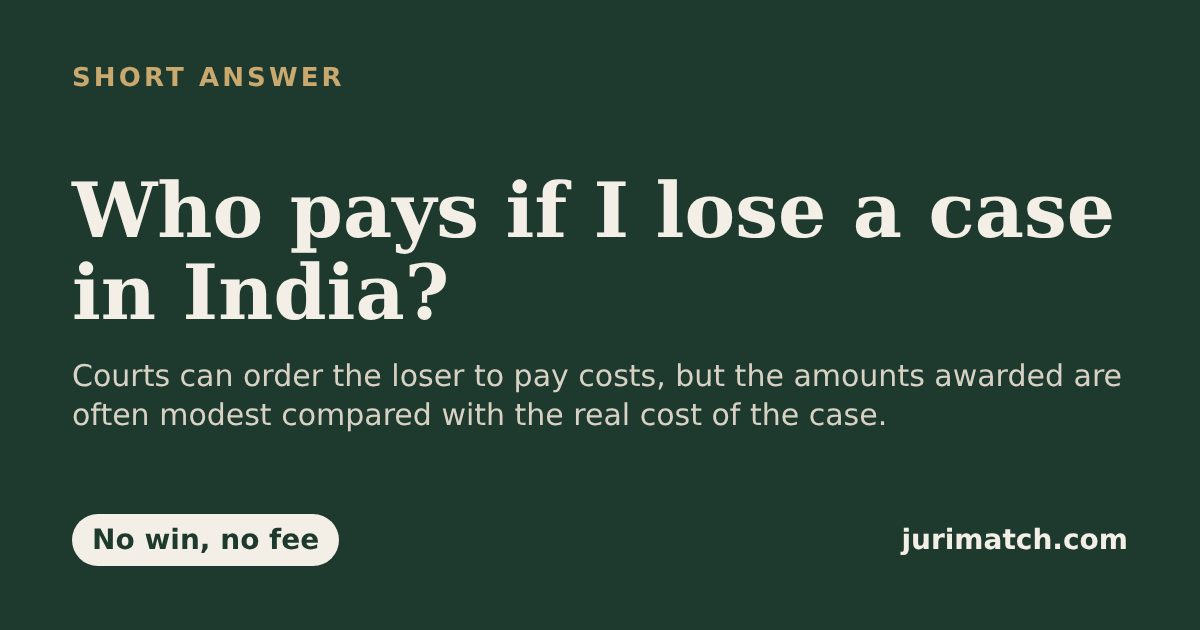 SHORT ANSWER
Who pays if I lose a case
in India?
Courts can order the loser to pay costs, but the amounts awarded are
often modest compared with the real cost of the case.
No win, no fee
jurimatch.com